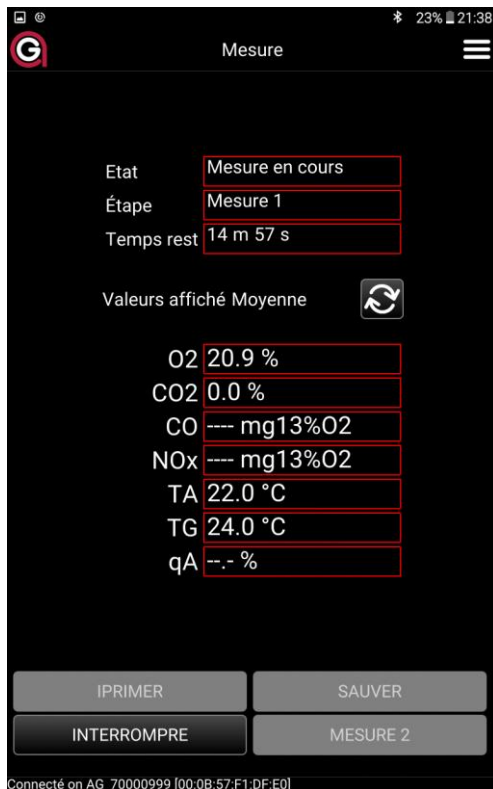 23% 21:38
Mesure
Etat Mesure en cours
Étape Mesure 1
Temps rest 14 m 57 s
Valeurs affiché Moyenne
O2 20.9 %
CO2 0.0 %
CO ---- mg13%O2
NOx ---- mg13%O2
TA 22.0 °C
TG 24.0 °C
qA --.- %
IPRIMER SAUVER
INTERROMPRE MESURE 2
Connecté on AG_70000999 [00:0B:57:F1:DF:E0]